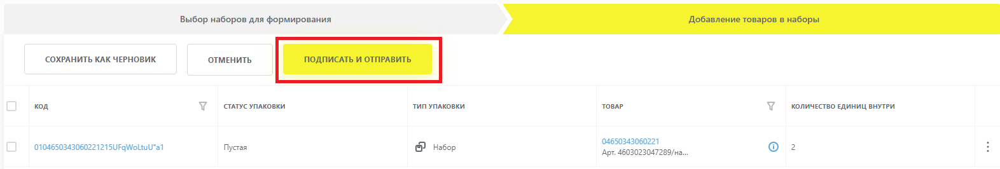 Выбор наборов для формирования
Добавление товаров в наборы
СОХРАНИТЬ КАК ЧЕРНОВИК
ОТМЕНИТЬ
ПОДПИСАТЬ И ОТПРАВИТЬ
КОД
СТАТУС УПАКОВКИ
ТИП УПАКОВКИ
ТОВАР
КОЛИЧЕСТВО ЕДИНИЦ ВНУТРИ
0104650343060221215UFqWoLtuU"a1
Пустая
Набор
04650343060221
Арт. 4603023047289/на...
2